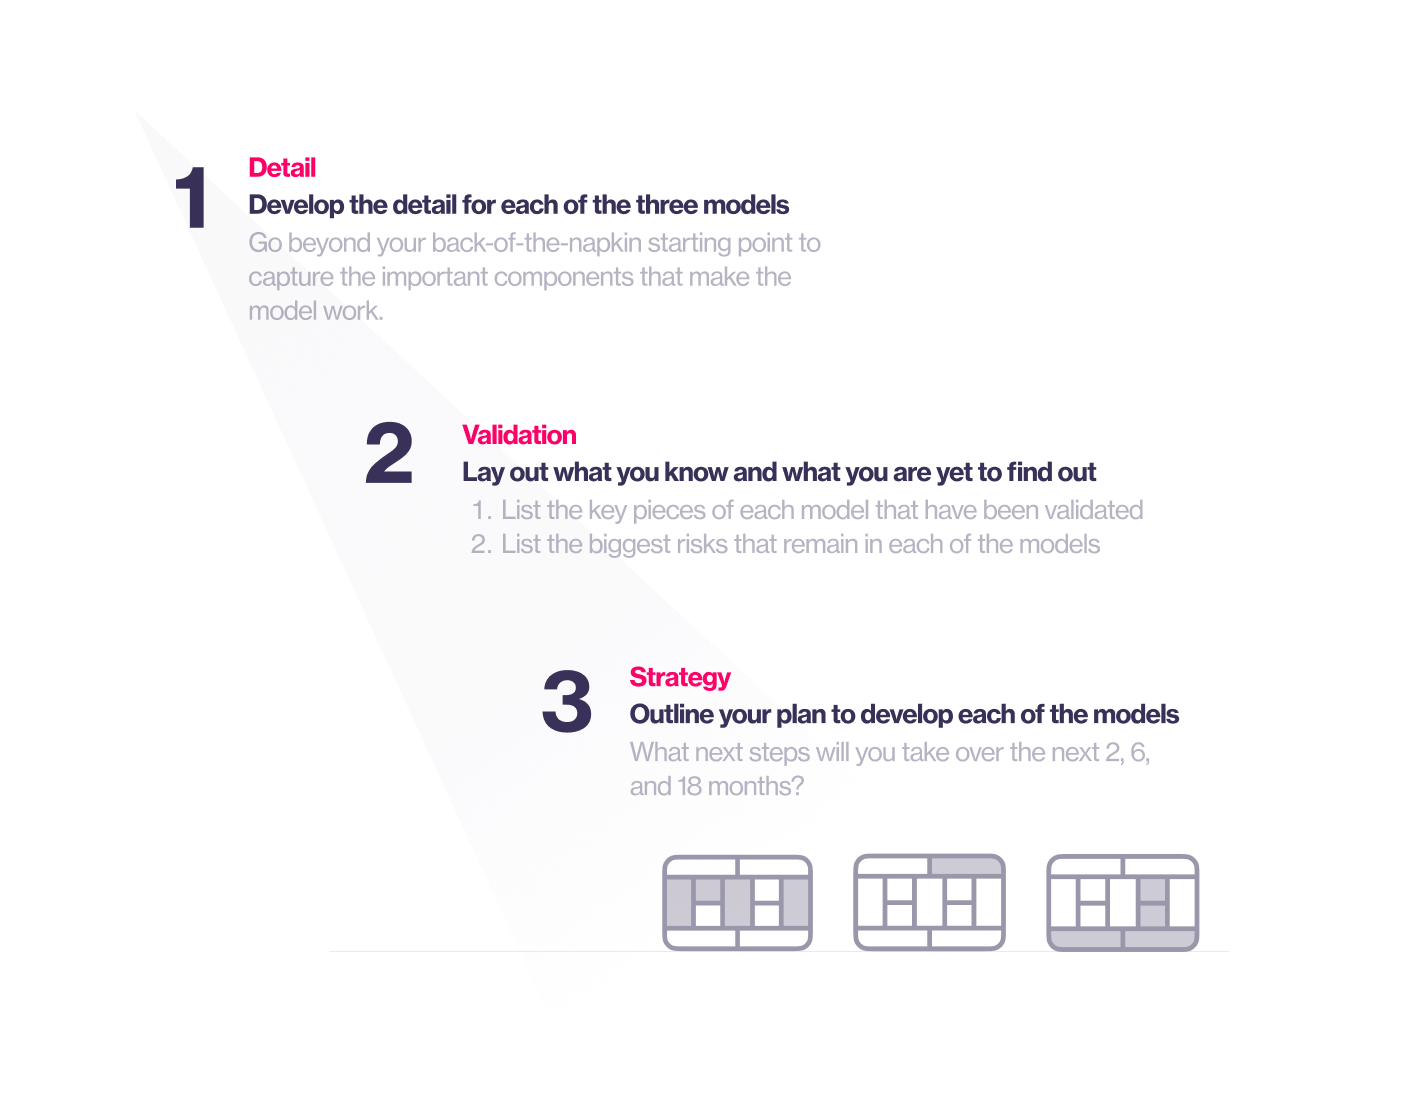 1
Detail
Develop the detail for each of the three models
Go beyond your back-of-the-napkin starting point to
capture the important components that make the
model work.
2
Validation
Lay out what you know and what you are yet to find out
1. List the key pieces of each model that have been validated
2. List the biggest risks that remain in each of the models
3
Strategy
Outline your plan to develop each of the models
What next steps will you take over the next 2, 6,
and 18 months?